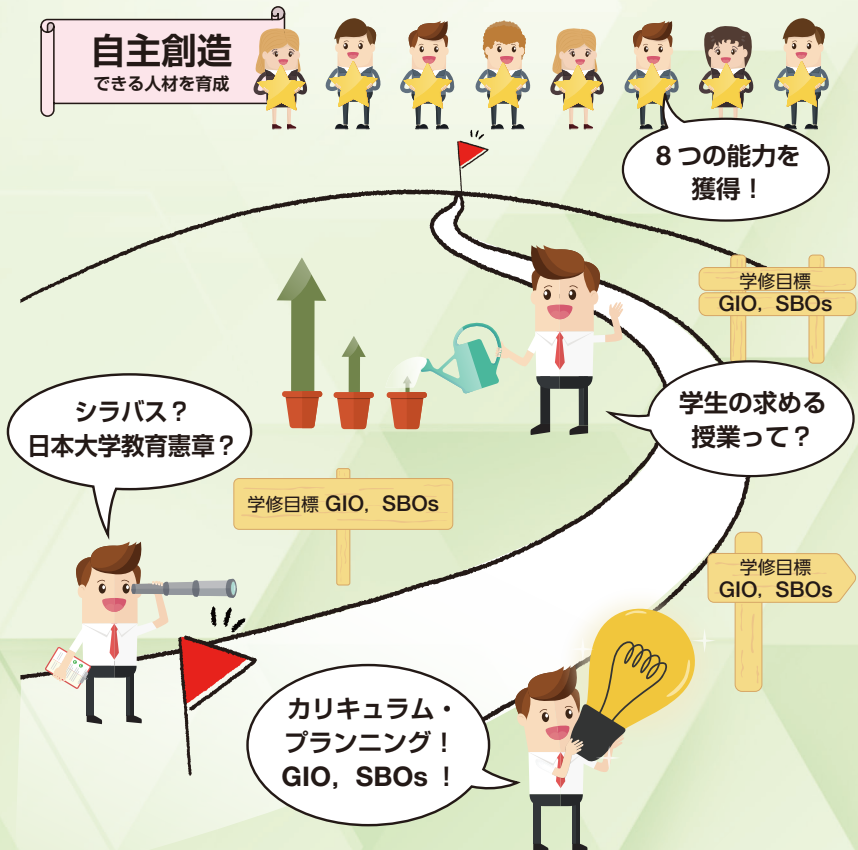 自主創造
できる人材を育成
8つの能力を
獲得！
学修目標
GIO，SBOs
シラバス？
日本大学教育憲章？
学生の求める
授業って？
学修目標 GIO，SBOs
学修目標
GIO，SBOs
カリキュラム・
プランニング！
GIO，SBOs ！